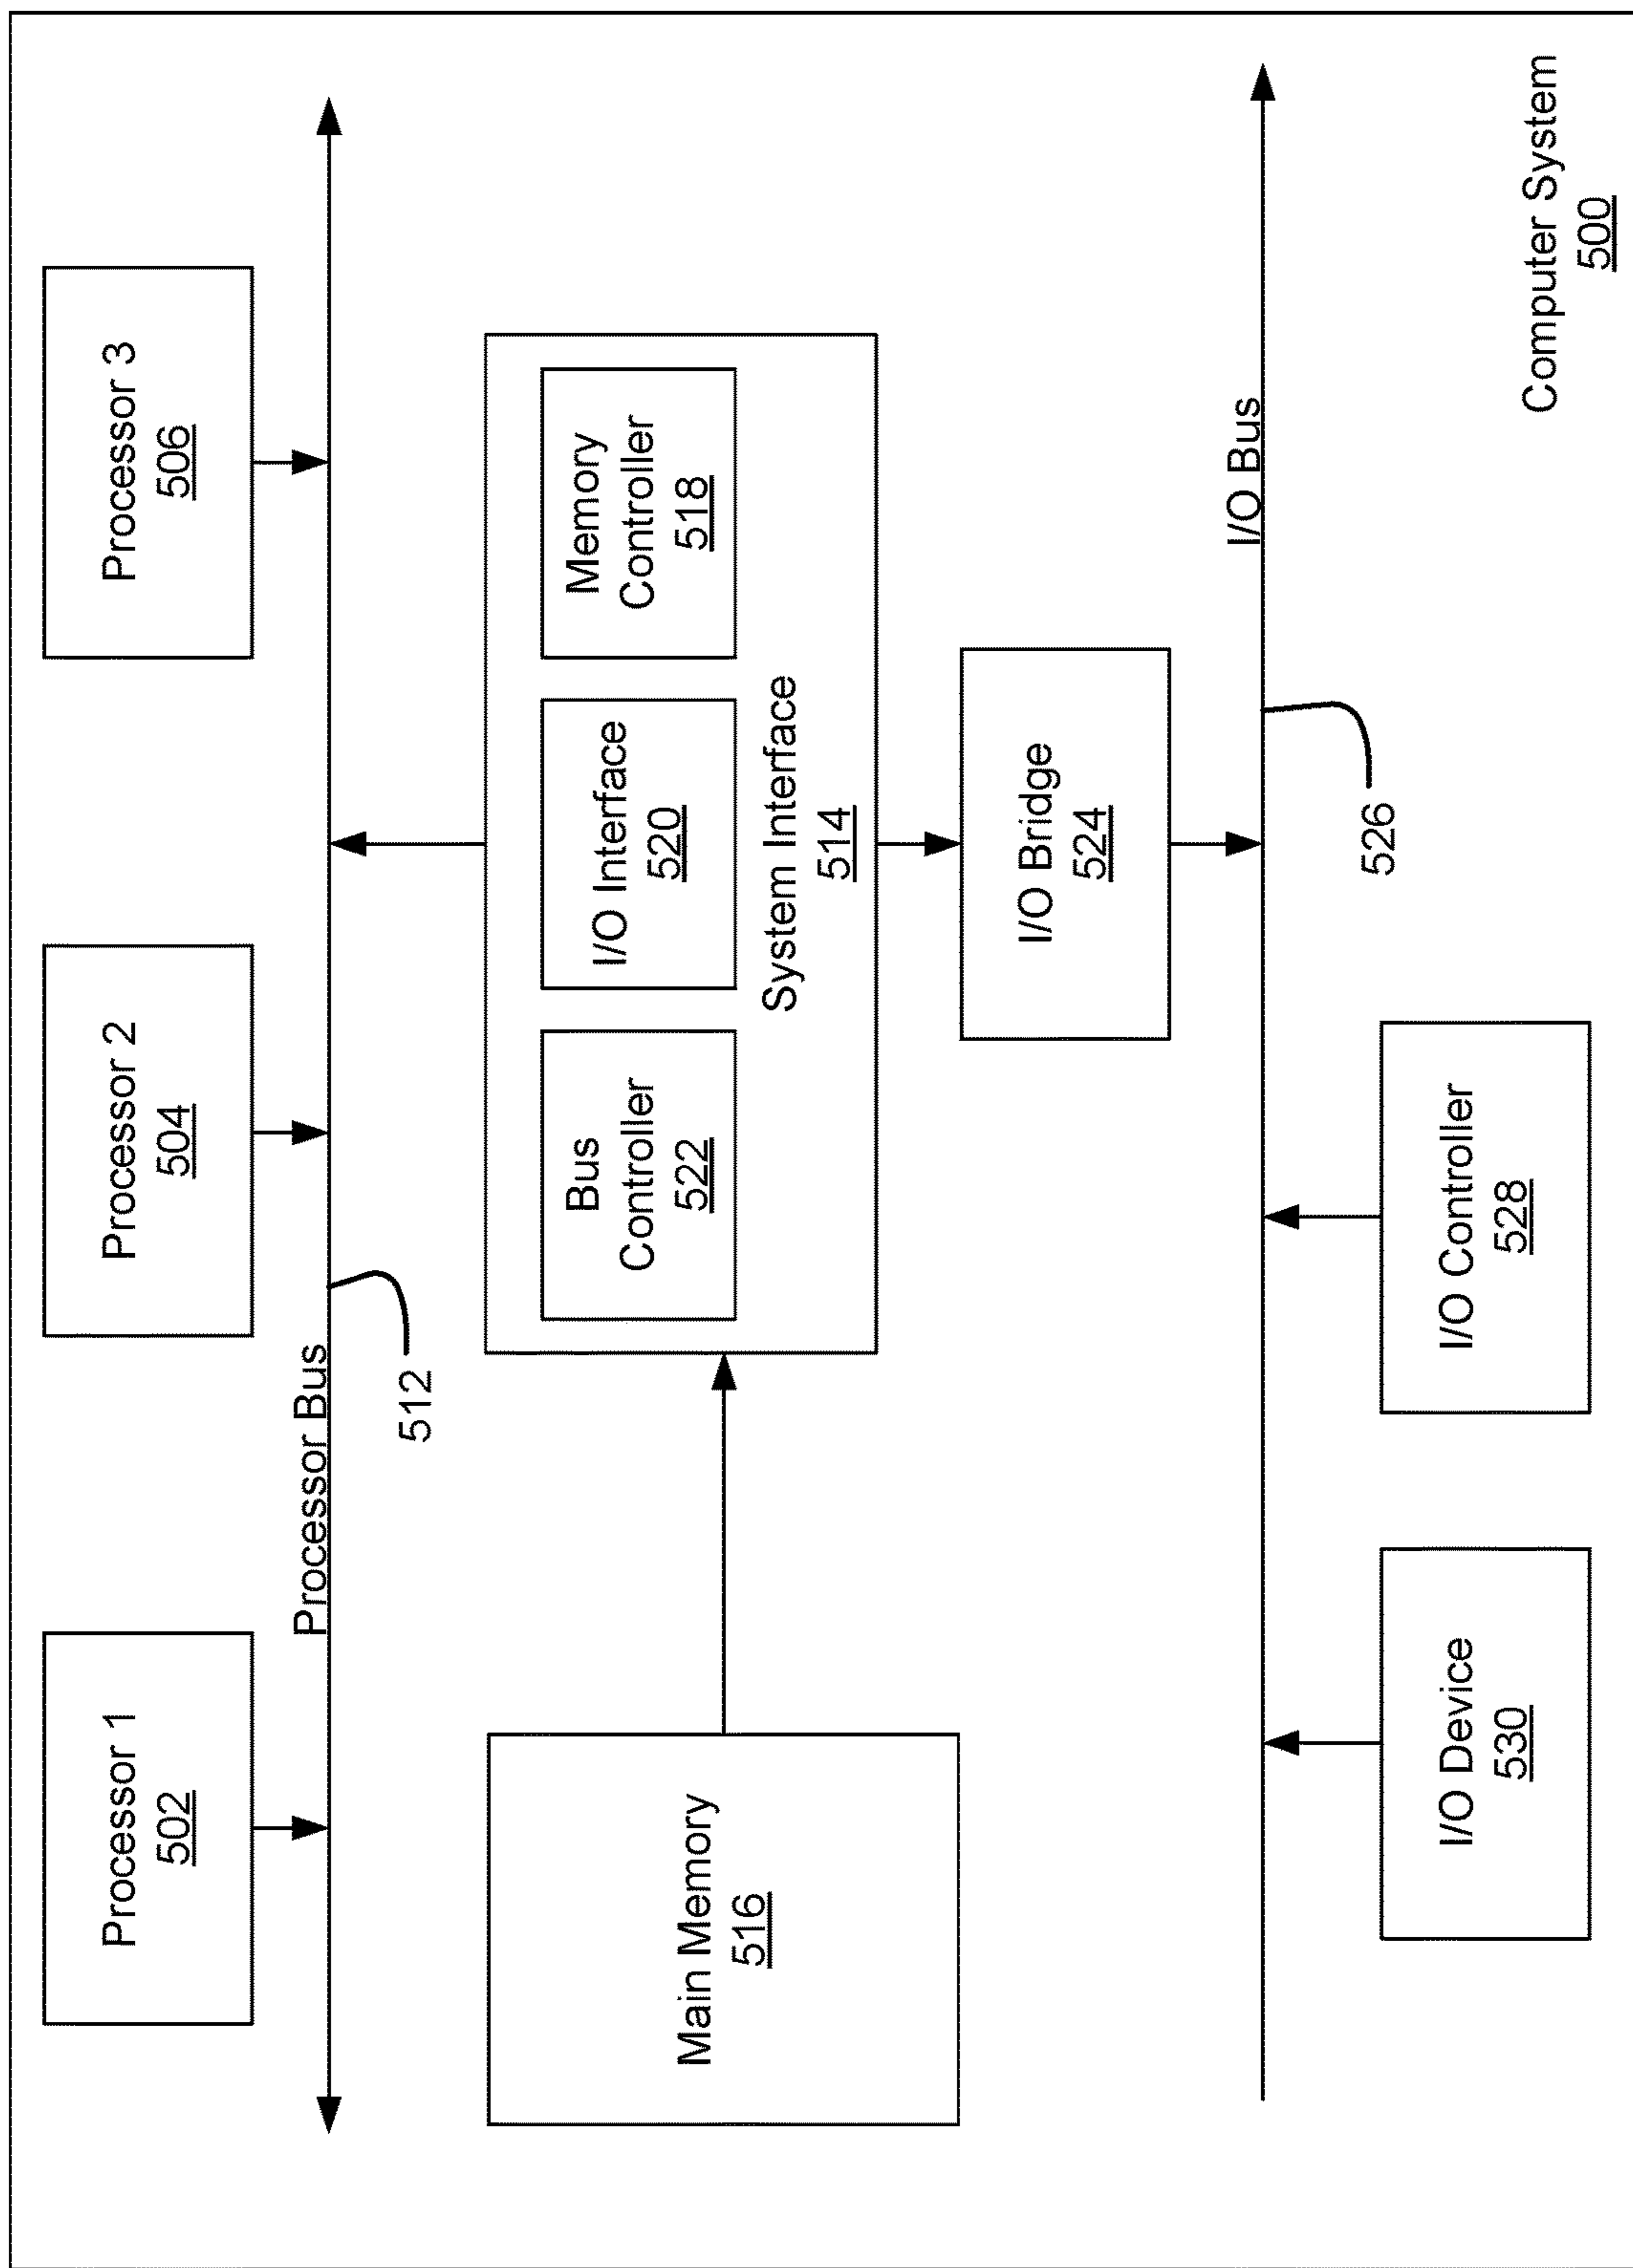 Processor 1
502
Processor 2
504
Processor 3
506
Processor Bus
512
Main Memory
516
Bus
Controller
522
I/O Interface
520
Memory
Controller
518
System Interface
514
I/O Bridge
524
I/O Bus
526
I/O Device
530
I/O Controller
528
Computer System
500